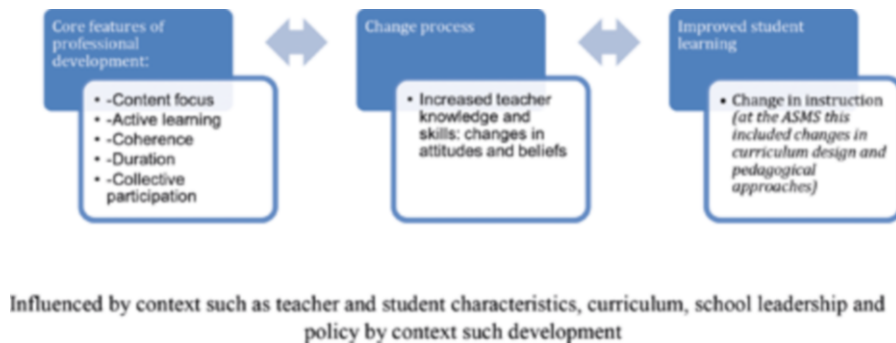 Core features of
professional
development:
• -Content focus
• -Active learning
• -Coherence
• -Duration
• -Collective
participation
Change process
• Increased teacher
knowledge and
skills: changes in
attitudes and beliefs
Improved student
learning
• Change in instruction
(at the ASMS this
included changes in
curriculum design and
pedagogical
approaches)
Influenced by context such as teacher and student characteristics, curriculum, school leadership and
policy by context such development